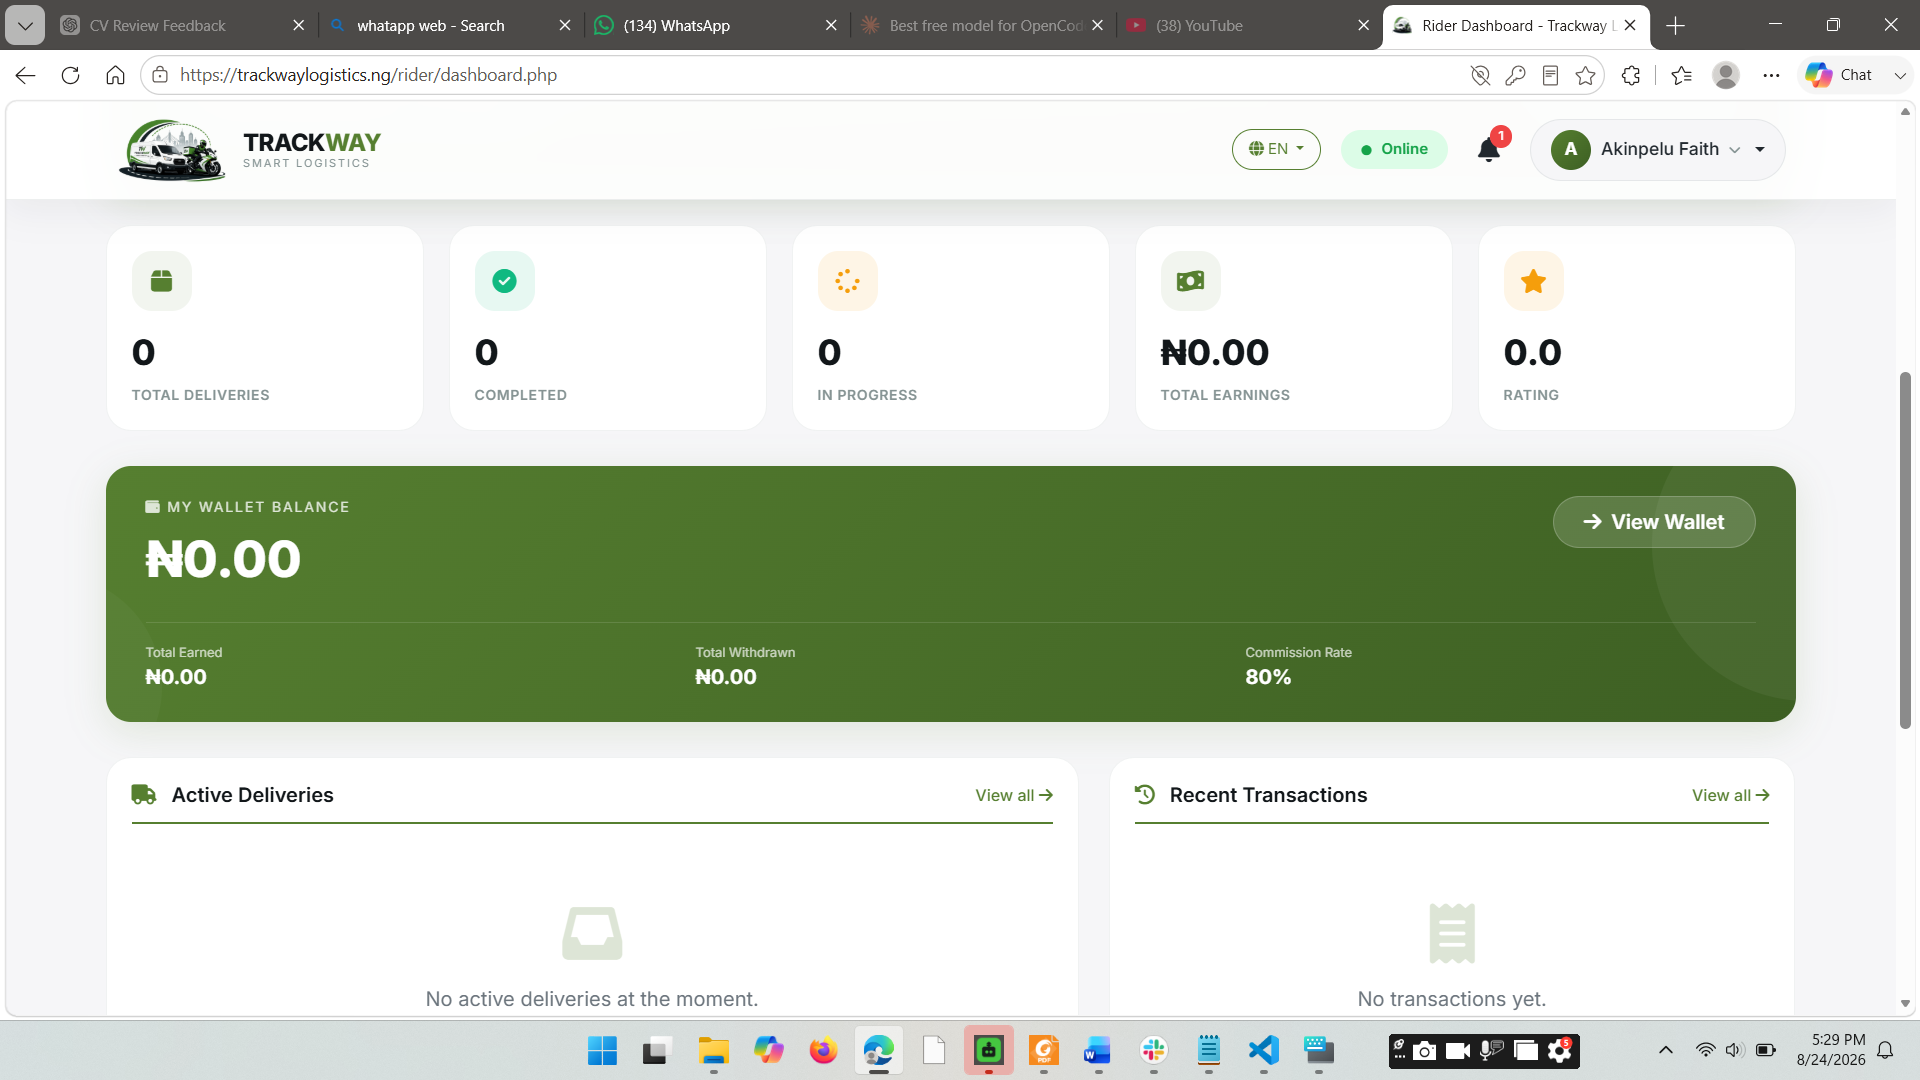 CV Review Feedback
whatapp web - Search
(134) WhatsApp
Best free model for OpenCod
(38) YouTube
Rider Dashboard - Trackway L
https://trackwaylogistics.ng/rider/dashboard.php
Chat
TRACKWAY
SMART LOGISTICS
EN
Online
1
A
Akinpelu Faith
0
TOTAL DELIVERIES
0
COMPLETED
0
IN PROGRESS
₦0.00
TOTAL EARNINGS
0.0
RATING
MY WALLET BALANCE
₦0.00
View Wallet
Total Earned
₦0.00
Total Withdrawn
₦0.00
Commission Rate
80%
Active Deliveries
View all
Recent Transactions
View all
No active deliveries at the moment.
No transactions yet.
PDF
W
5
5:29 PM
8/24/2026